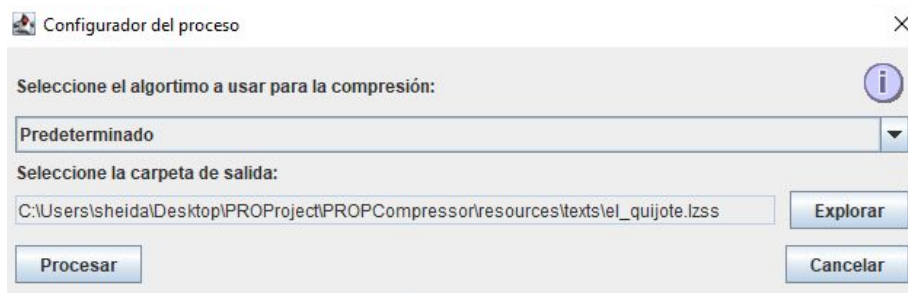 Configurador del proceso
Seleccione el algortimo a usar para la compresión:
i
Predeterminado
Seleccione la carpeta de salida:
C:\Users\sheida\Desktop\PROProject\PROPCompressor\resources\texts\el_quijote.lzss
Explorar
Procesar
Cancelar